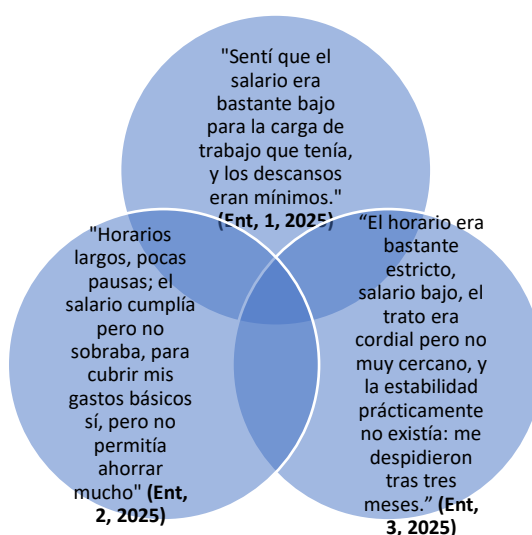 "Sentí que el
salario era
bastante bajo
para la carga de
trabajo que tenía,
y los descansos
eran mínimos."
(Ent, 1, 2025)
"Horarios
largos, pocas
pausas; el
salario cumplía
pero no
sobraba, para
cubrir mis
gastos básicos
sí, pero no
permitía
ahorrar
mucho" (Ent,
2, 2025)
“El horario era
bastante
estricto,
salario bajo, el
trato era
cordial pero no
muy cercano, y
la estabilidad
prácticamente
no existía: me
despidieron
tras tres
meses.” (Ent,
3, 2025)